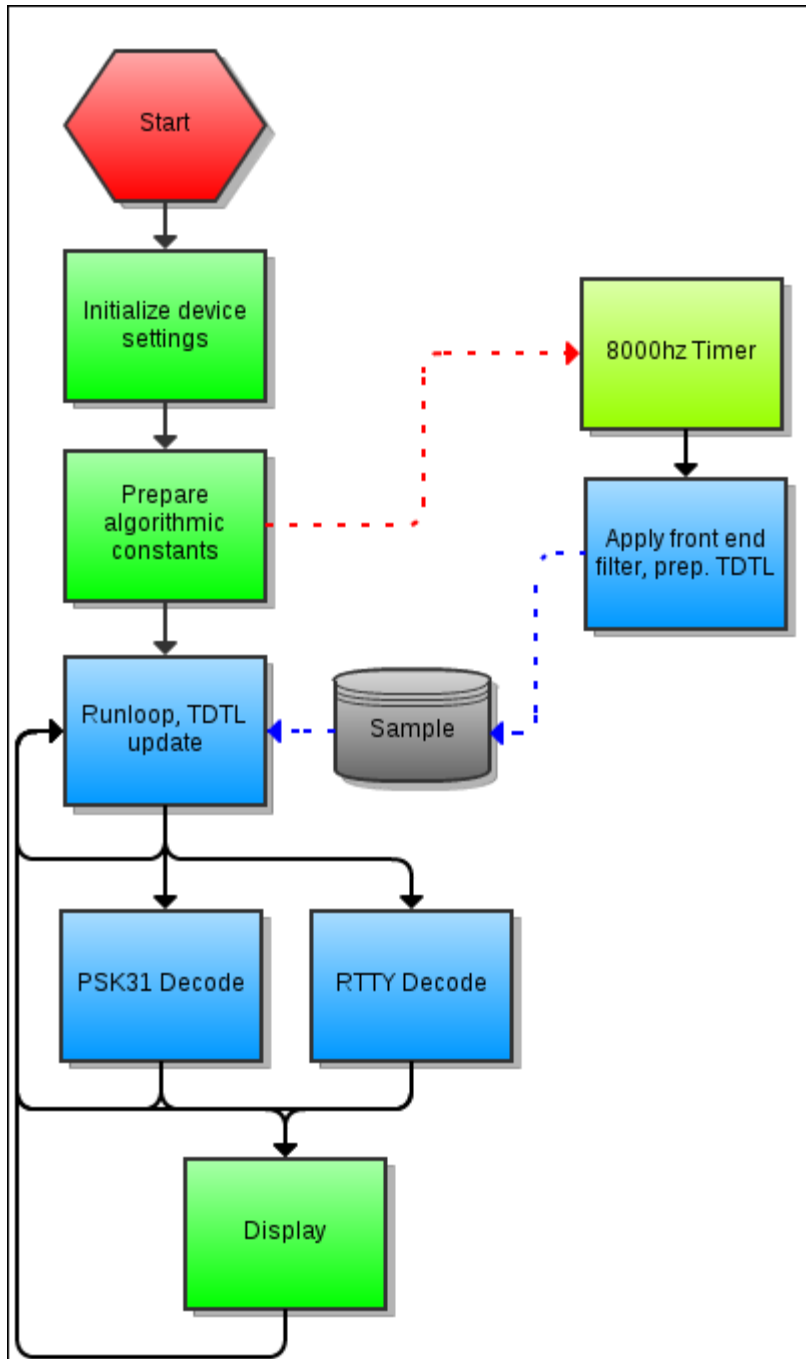 Start
Initialize device
settings
8000hz Timer
Prepare
algorithmic
constants
Apply front end
filter, prep. TDTL
Runloop, TDTL
update
Sample
PSK31 Decode
RTTY Decode
Display